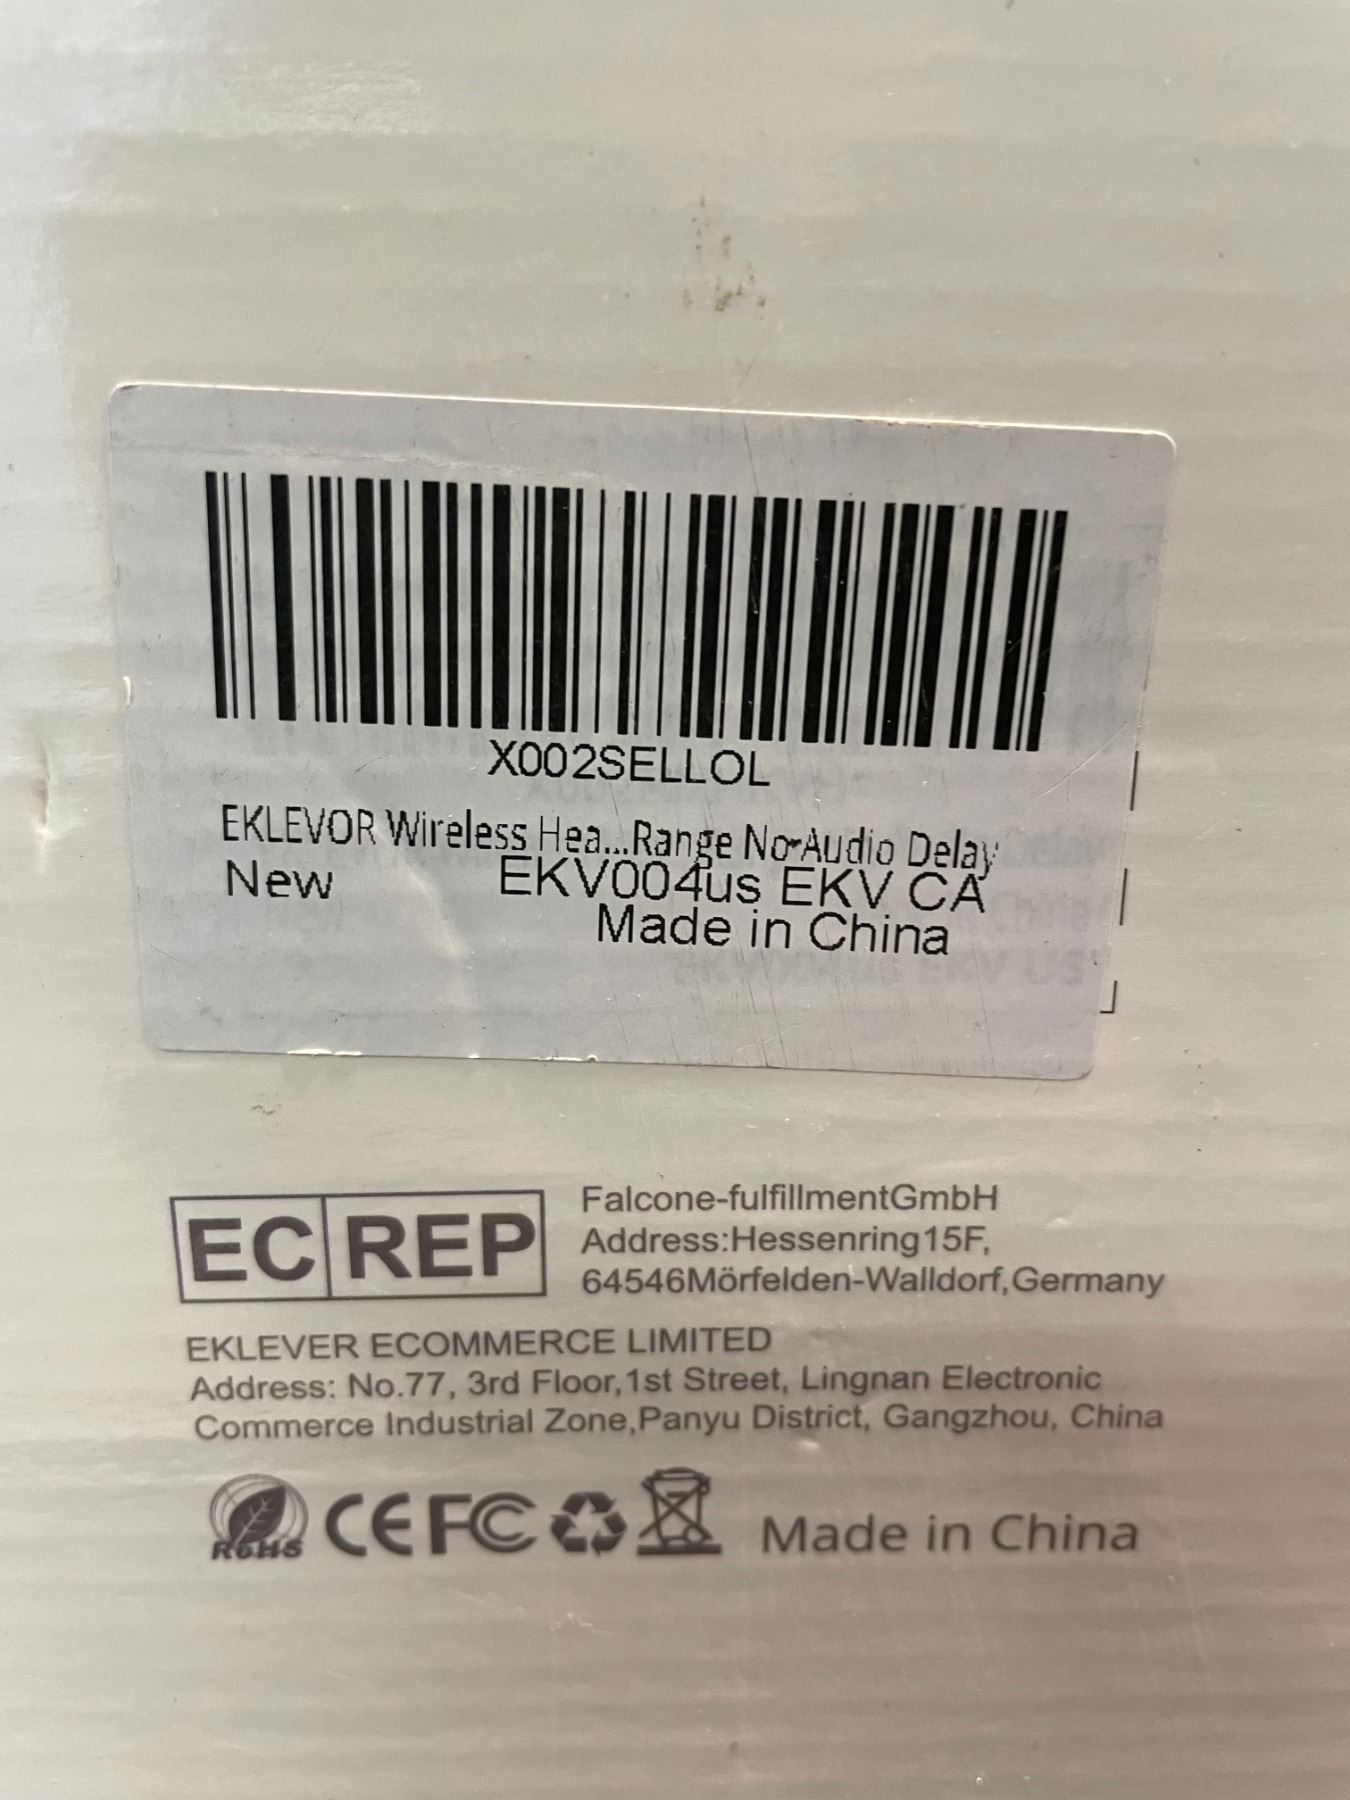 X002SELLOL
EKLEVOR Wireless Hea...Range No Audio Delay
New EKV004us EKV CA
Made in China
EC REP
Falcone-fulfillmentGmbH
Address:Hessenring15F,
64546Mörfelden-Walldorf,Germany
EKLEVER ECOMMERCE LIMITED
Address: No.77, 3rd Floor,1st Street, Lingnan Electronic
Commerce Industrial Zone,Panyu District, Gangzhou, China
RoHS CE FC Made in China